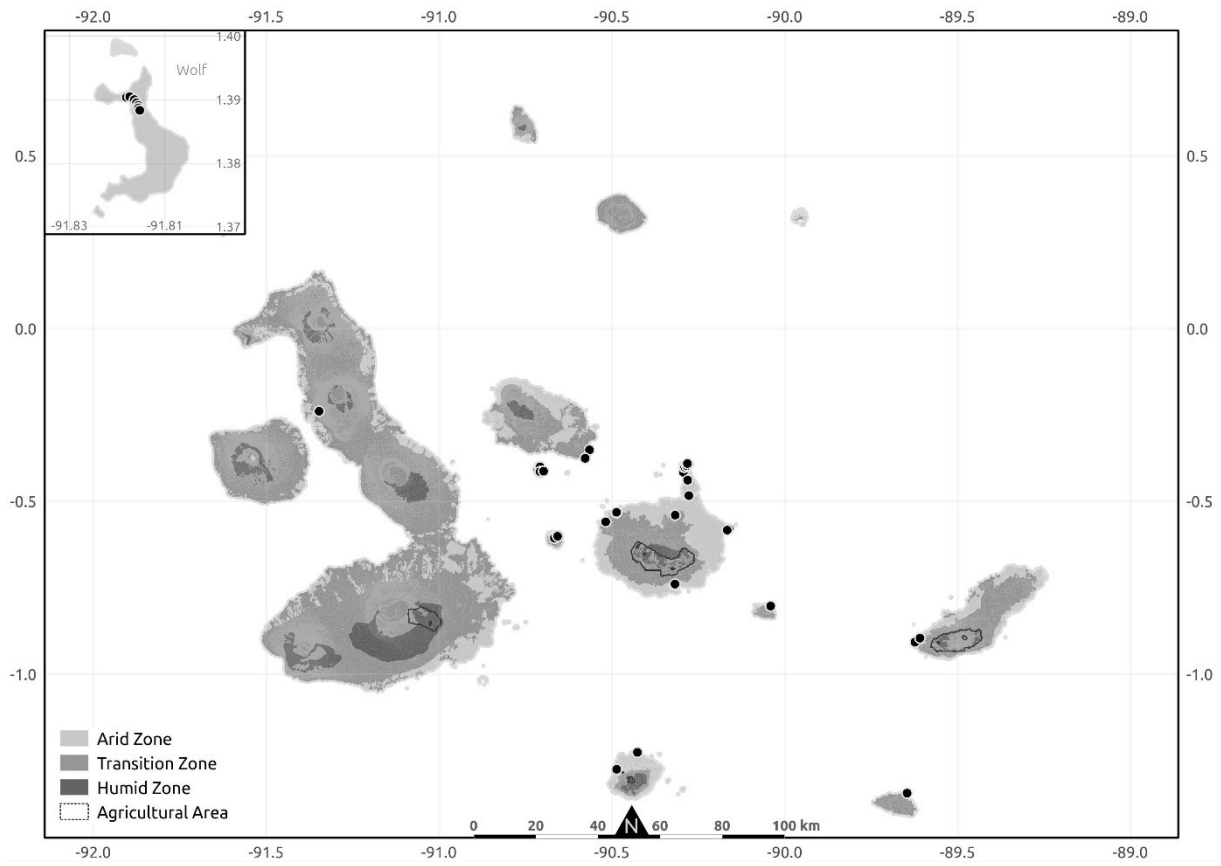 -92.0 -91.5 -91.0 -90.5 -90.0 -89.5 -89.0
1.40
Wolf
1.39
1.38
-91.83 -91.81 1.37
0.5 0.5
0.0 0.0
-0.5 -0.5
-1.0 -1.0
Arid Zone
Transition Zone
Humid Zone
Agricultural Area
N
0 20 40 60 80 100 km
-92.0 -91.5 -91.0 -90.5 -90.0 -89.5 -89.0